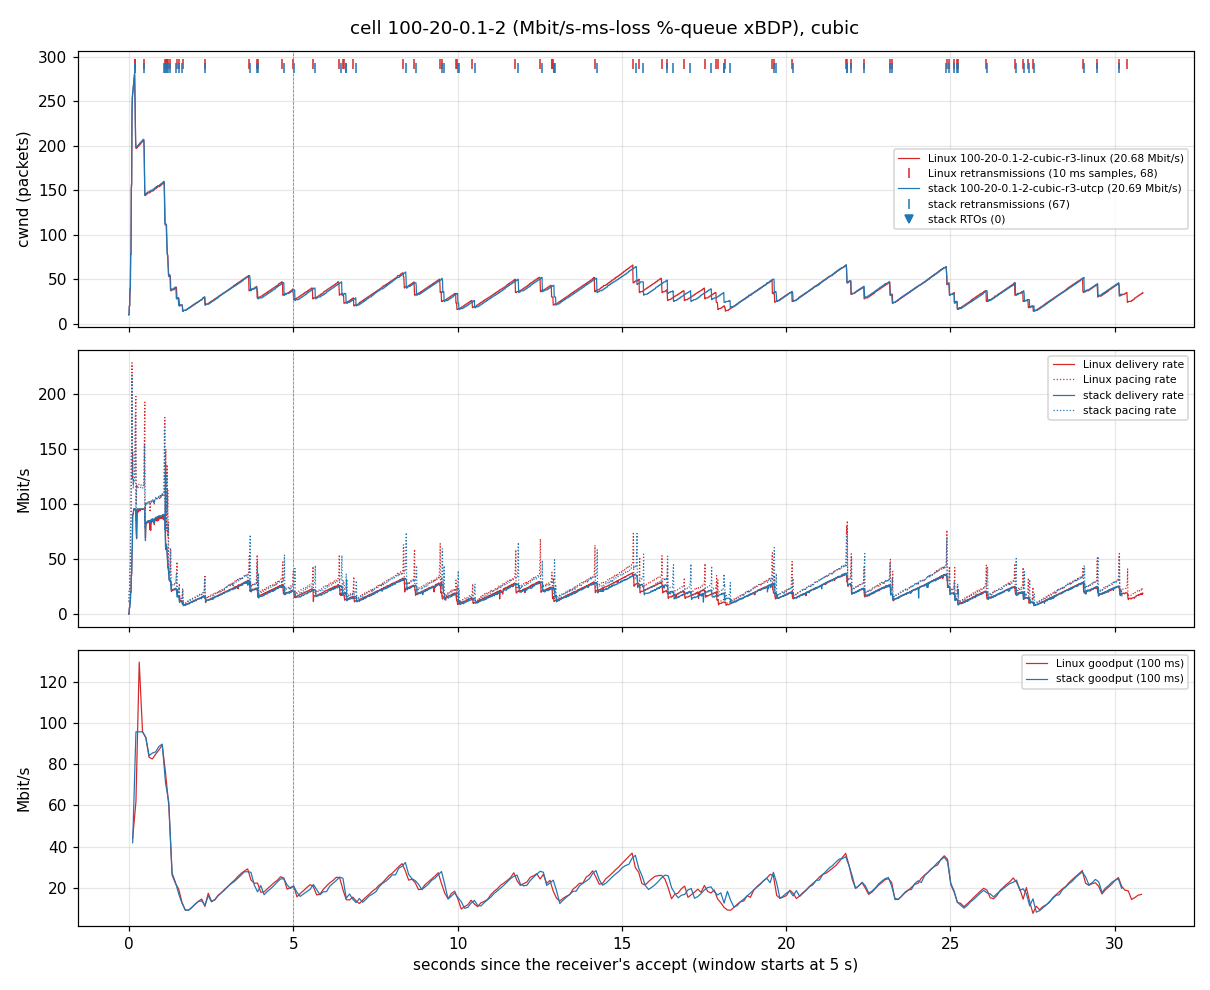 cell 100-20-0.1-2 (Mbit/s-ms-loss %-queue xBDP), cubic
300
250
200
150
100
50
0
cwnd (packets)
Linux 100-20-0.1-2-cubic-r3-linux (20.68 Mbit/s)
Linux retransmissions (10 ms samples, 68)
stack 100-20-0.1-2-cubic-r3-utcp (20.69 Mbit/s)
stack retransmissions (67)
stack RTOs (0)
200
150
100
50
0
Mbit/s
Linux delivery rate
Linux pacing rate
stack delivery rate
stack pacing rate
120
100
80
60
40
20
Mbit/s
Linux goodput (100 ms)
stack goodput (100 ms)
0 5 10 15 20 25 30
seconds since the receiver's accept (window starts at 5 s)